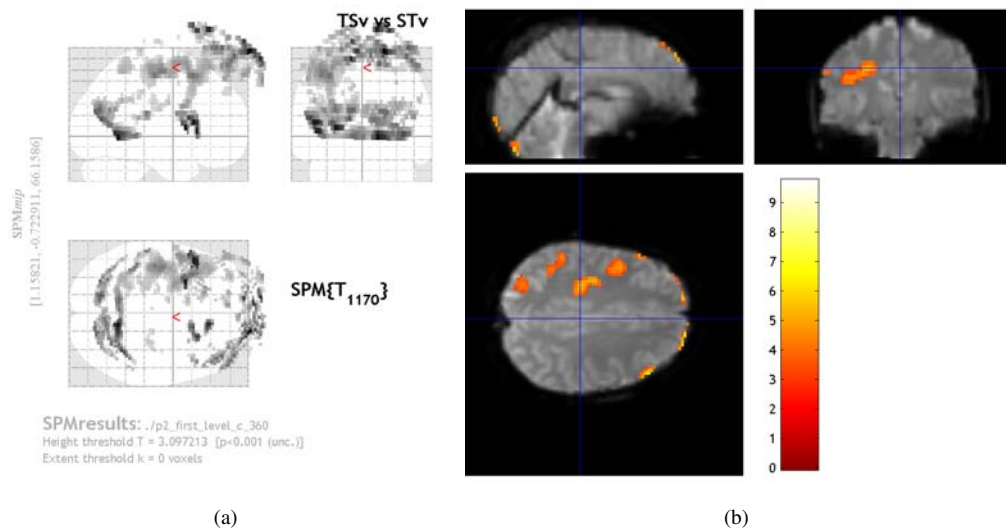 TSv vs STv
<
<
SPMmip
[1.15821, -0.722911, 66.1586]
<
SPM{T1170}
SPMresults: ./p2_first_level_c_360
Height threshold T = 3.097213 [p<0.001 (unc.)]
Extent threshold k = 0 voxels
9
8
7
6
5
4
3
2
1
0
(a)
(b)